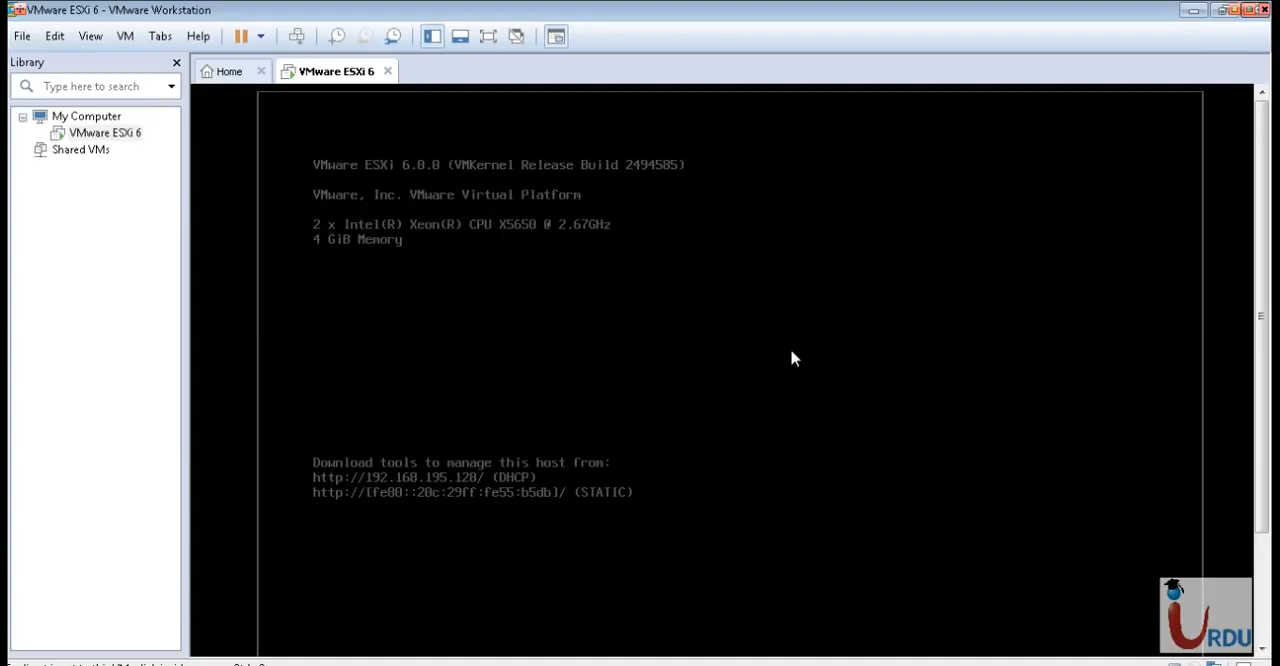 VMware ESXi 6 - VMware Workstation
File Edit View VM Tabs Help
Library
Home
VMware ESXi 6
Type here to search
My Computer
VMware ESXi 6
Shared VMs
VMware ESXi 6.0.0 (VMKernel Release Build 2494585)
VMware, Inc. VMware Virtual Platform
2 x Intel(R) Xeon(R) CPU X5650 @ 2.67GHz
4 GiB Memory
Download tools to manage this host from:
http://192.168.195.128/ (DHCP)
http://[fe80::20c:29ff:fe55:b5db]/ (STATIC)
iURDU